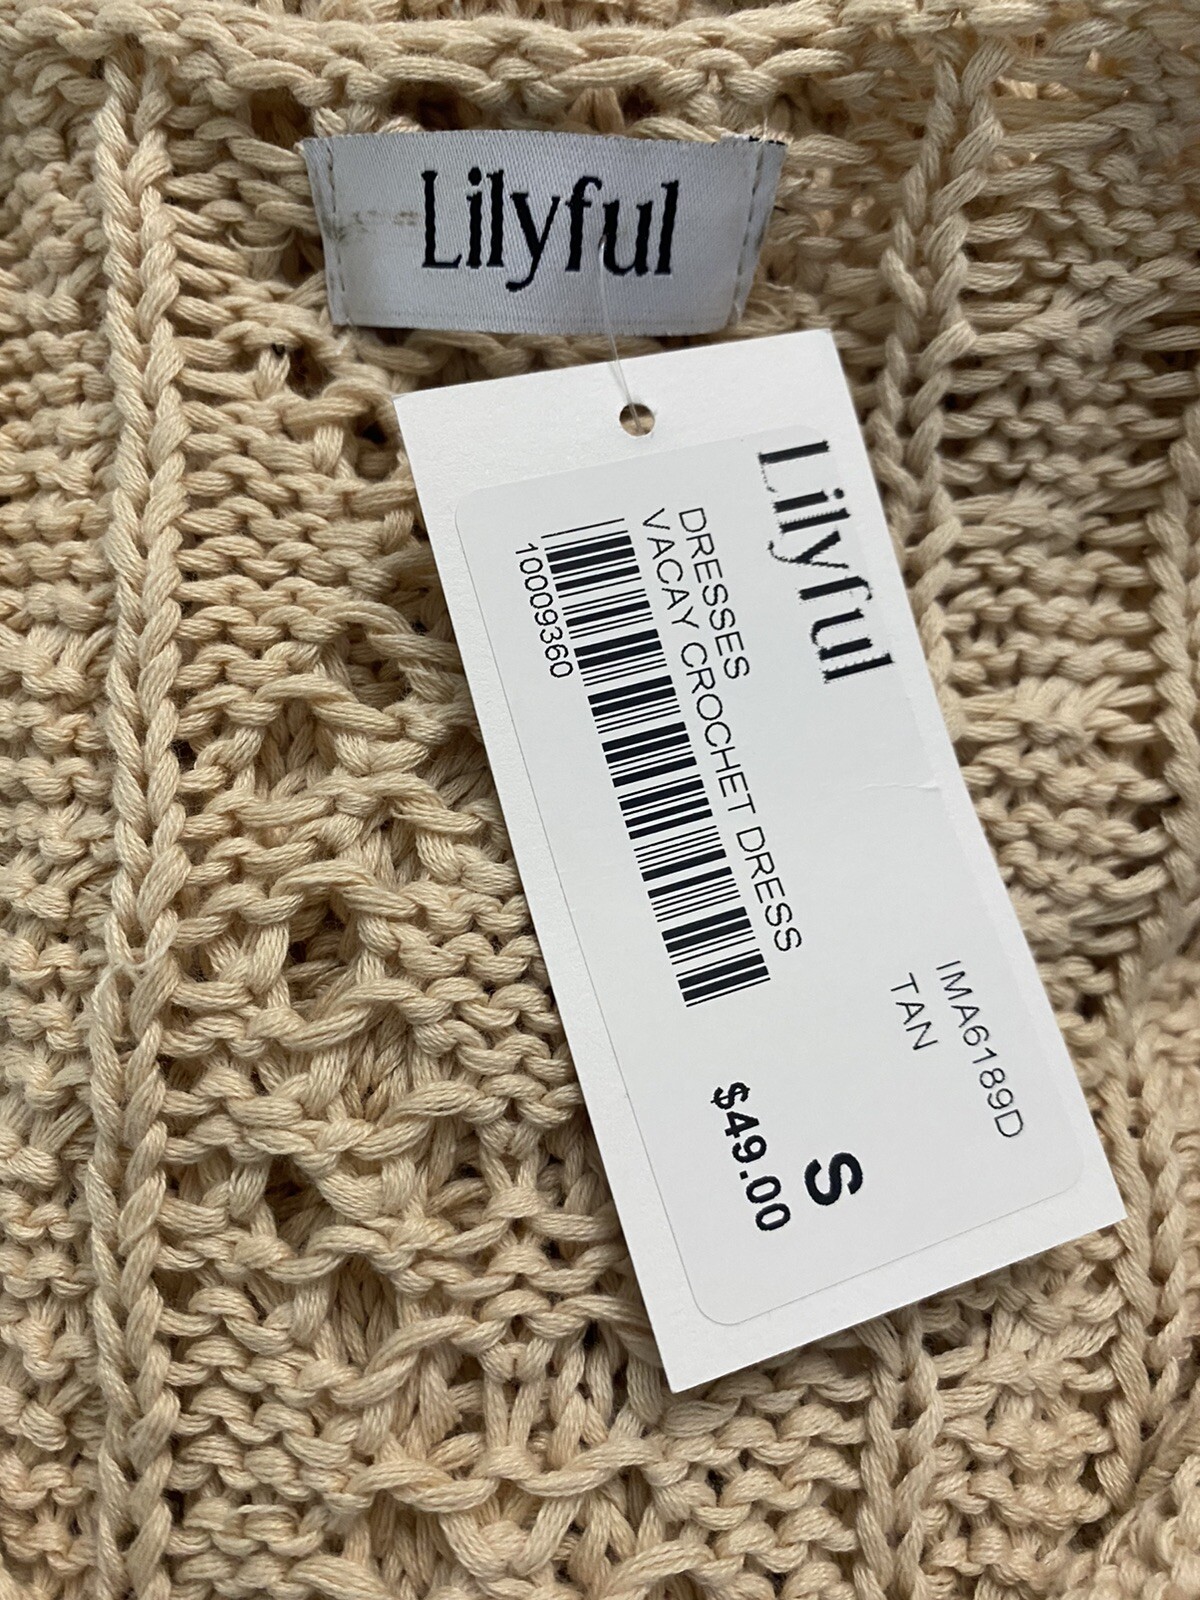 Lilyful
Lilyful
IMA6189D
TAN
DRESSES
VACAY CROCHET DRESS
S
$49.00
10009360